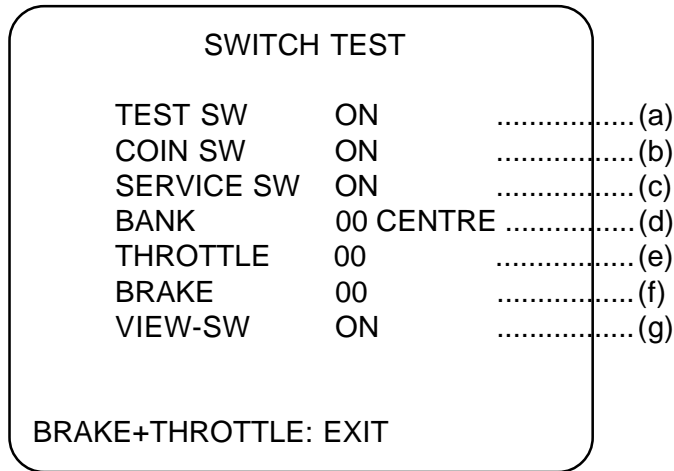 SWITCH TEST
TEST SW ON .................(a)
COIN SW ON .................(b)
SERVICE SW ON .................(c)
BANK 00 CENTRE ................(d)
THROTTLE 00 .................(e)
BRAKE 00 .................(f)
VIEW-SW ON .................(g)
BRAKE+THROTTLE: EXIT